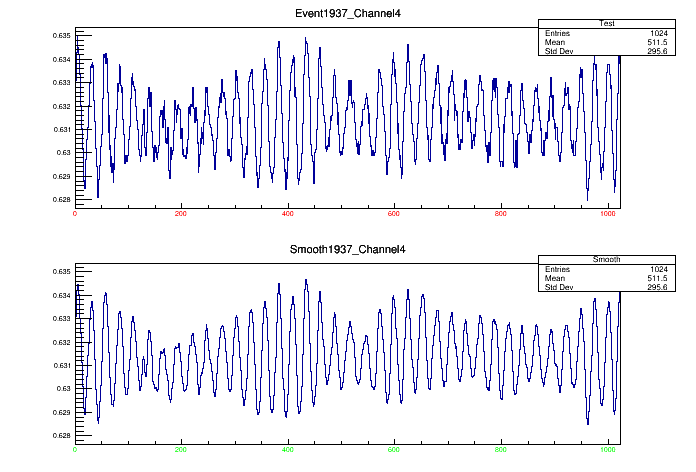 Event1937_Channel4
Test
Entries 1024
Mean 511.5
Std Dev 295.6
0.635
0.634
0.633
0.632
0.631
0.63
0.629
0.628
0 200 400 600 800 1000
Smooth1937_Channel4
Smooth
Entries 1024
Mean 511.5
Std Dev 295.6
0.635
0.634
0.633
0.632
0.631
0.63
0.629
0.628
0 200 400 600 800 1000